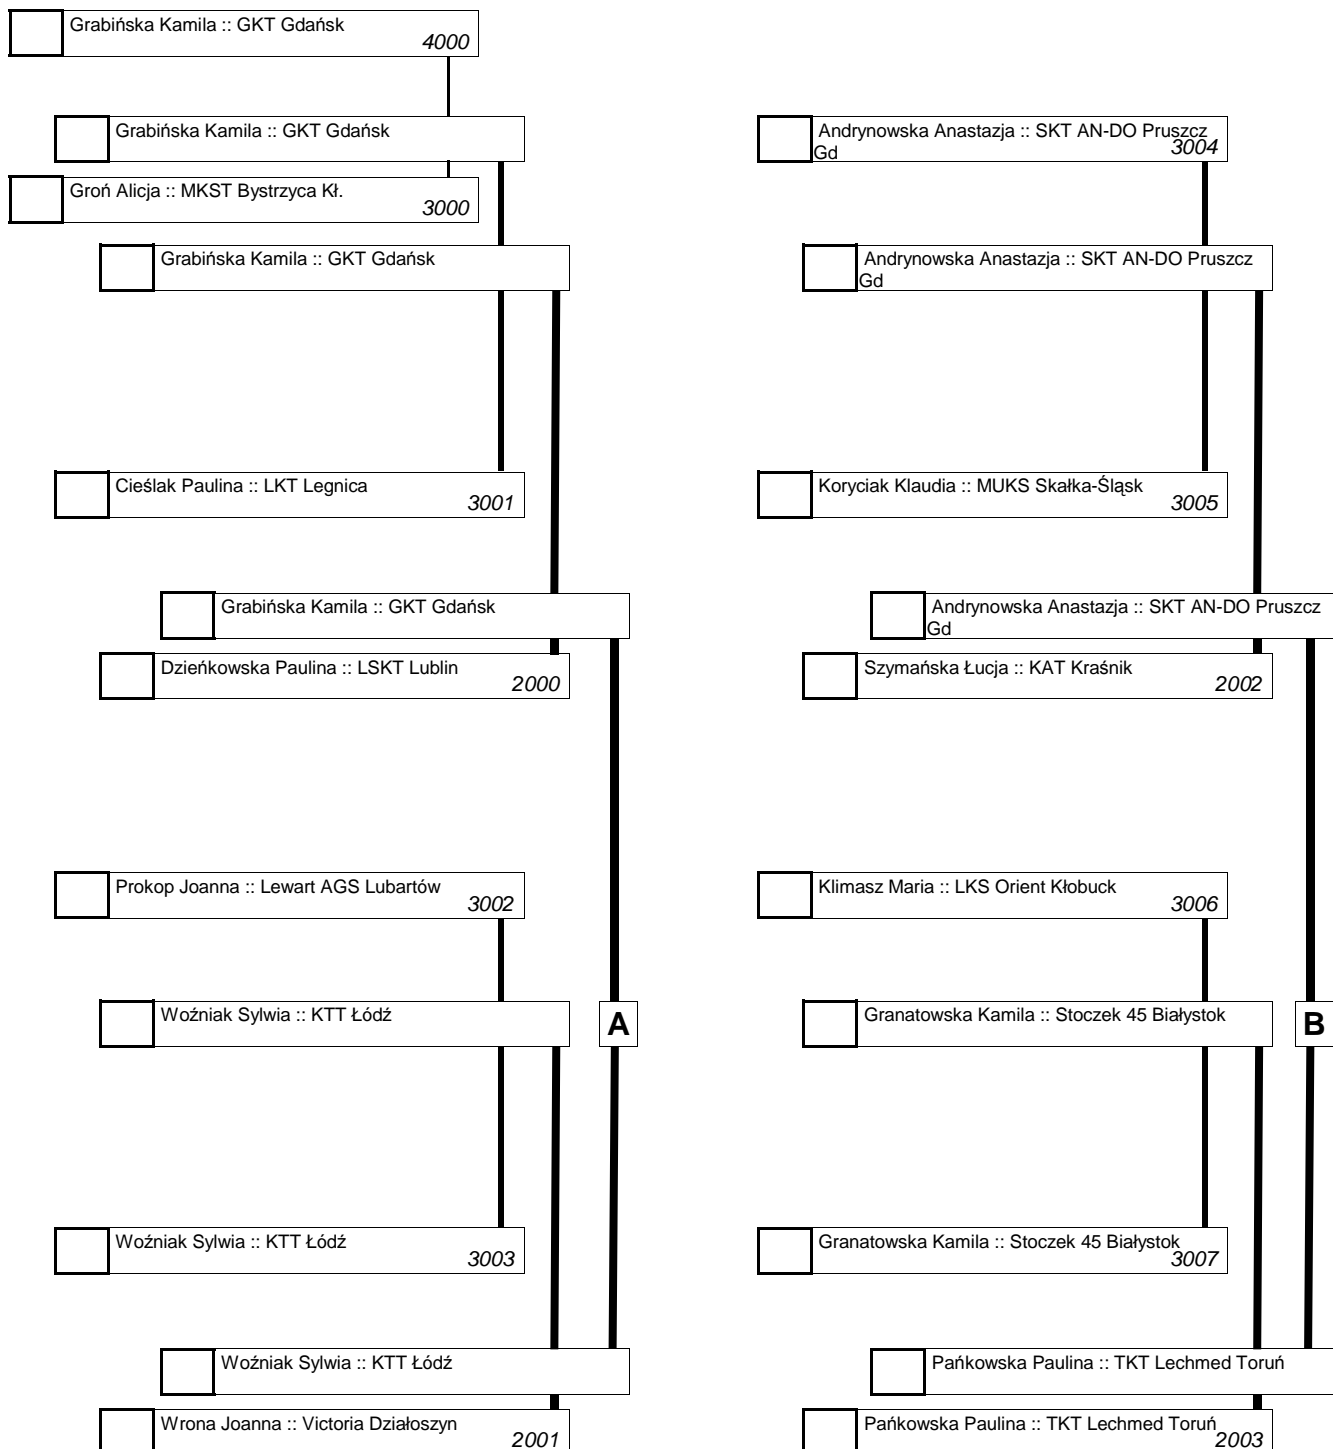 Grabińska Kamila :: GKT Gdańsk
4000
Grabińska Kamila :: GKT Gdańsk
Groń Alicja :: MKST Bystrzyca Kł.
3000
Grabińska Kamila :: GKT Gdańsk
Cieślak Paulina :: LKT Legnica
3001
Grabińska Kamila :: GKT Gdańsk
Dzieńkowska Paulina :: LSKT Lublin
2000
Prokop Joanna :: Lewart AGS Lubartów
3002
Woźniak Sylwia :: KTT Łódź
A
Woźniak Sylwia :: KTT Łódź
3003
Woźniak Sylwia :: KTT Łódź
Wrona Joanna :: Victoria Działoszyn
2001
Andrynowska Anastazja :: SKT AN-DO Pruszcz
Gd
3004
Andrynowska Anastazja :: SKT AN-DO Pruszcz
Gd
Koryciak Klaudia :: MUKS Skałka-Śląsk
3005
Andrynowska Anastazja :: SKT AN-DO Pruszcz
Gd
Szymańska Łucja :: KAT Kraśnik
2002
Klimasz Maria :: LKS Orient Kłobuck
3006
Granatowska Kamila :: Stoczek 45 Białystok
B
Granatowska Kamila :: Stoczek 45 Białystok
3007
Pańkowska Paulina :: TKT Lechmed Toruń
Pańkowska Paulina :: TKT Lechmed Toruń
2003